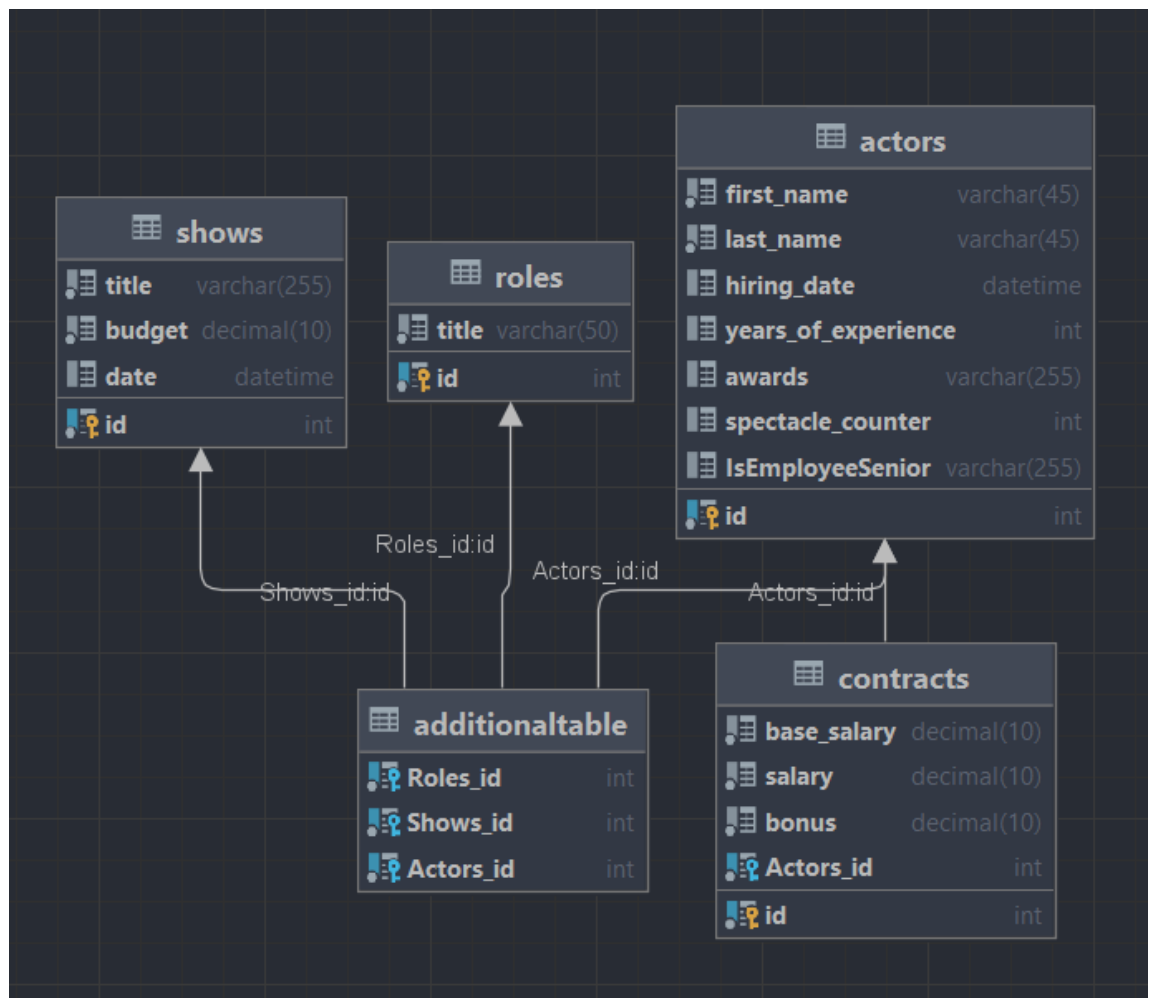 shows
title varchar(255)
budget decimal(10)
date datetime
id int
roles
title varchar(50)
id int
actors
first_name varchar(45)
last_name varchar(45)
hiring_date datetime
years_of_experience int
awards varchar(255)
spectacle_counter int
IsEmployeeSenior varchar(255)
id int
Shows_id:id
Roles_id:id
Actors_id:id
Actors_id:id
additionaltable
Roles_id int
Shows_id int
Actors_id int
contracts
base_salary decimal(10)
salary decimal(10)
bonus decimal(10)
Actors_id int
id int